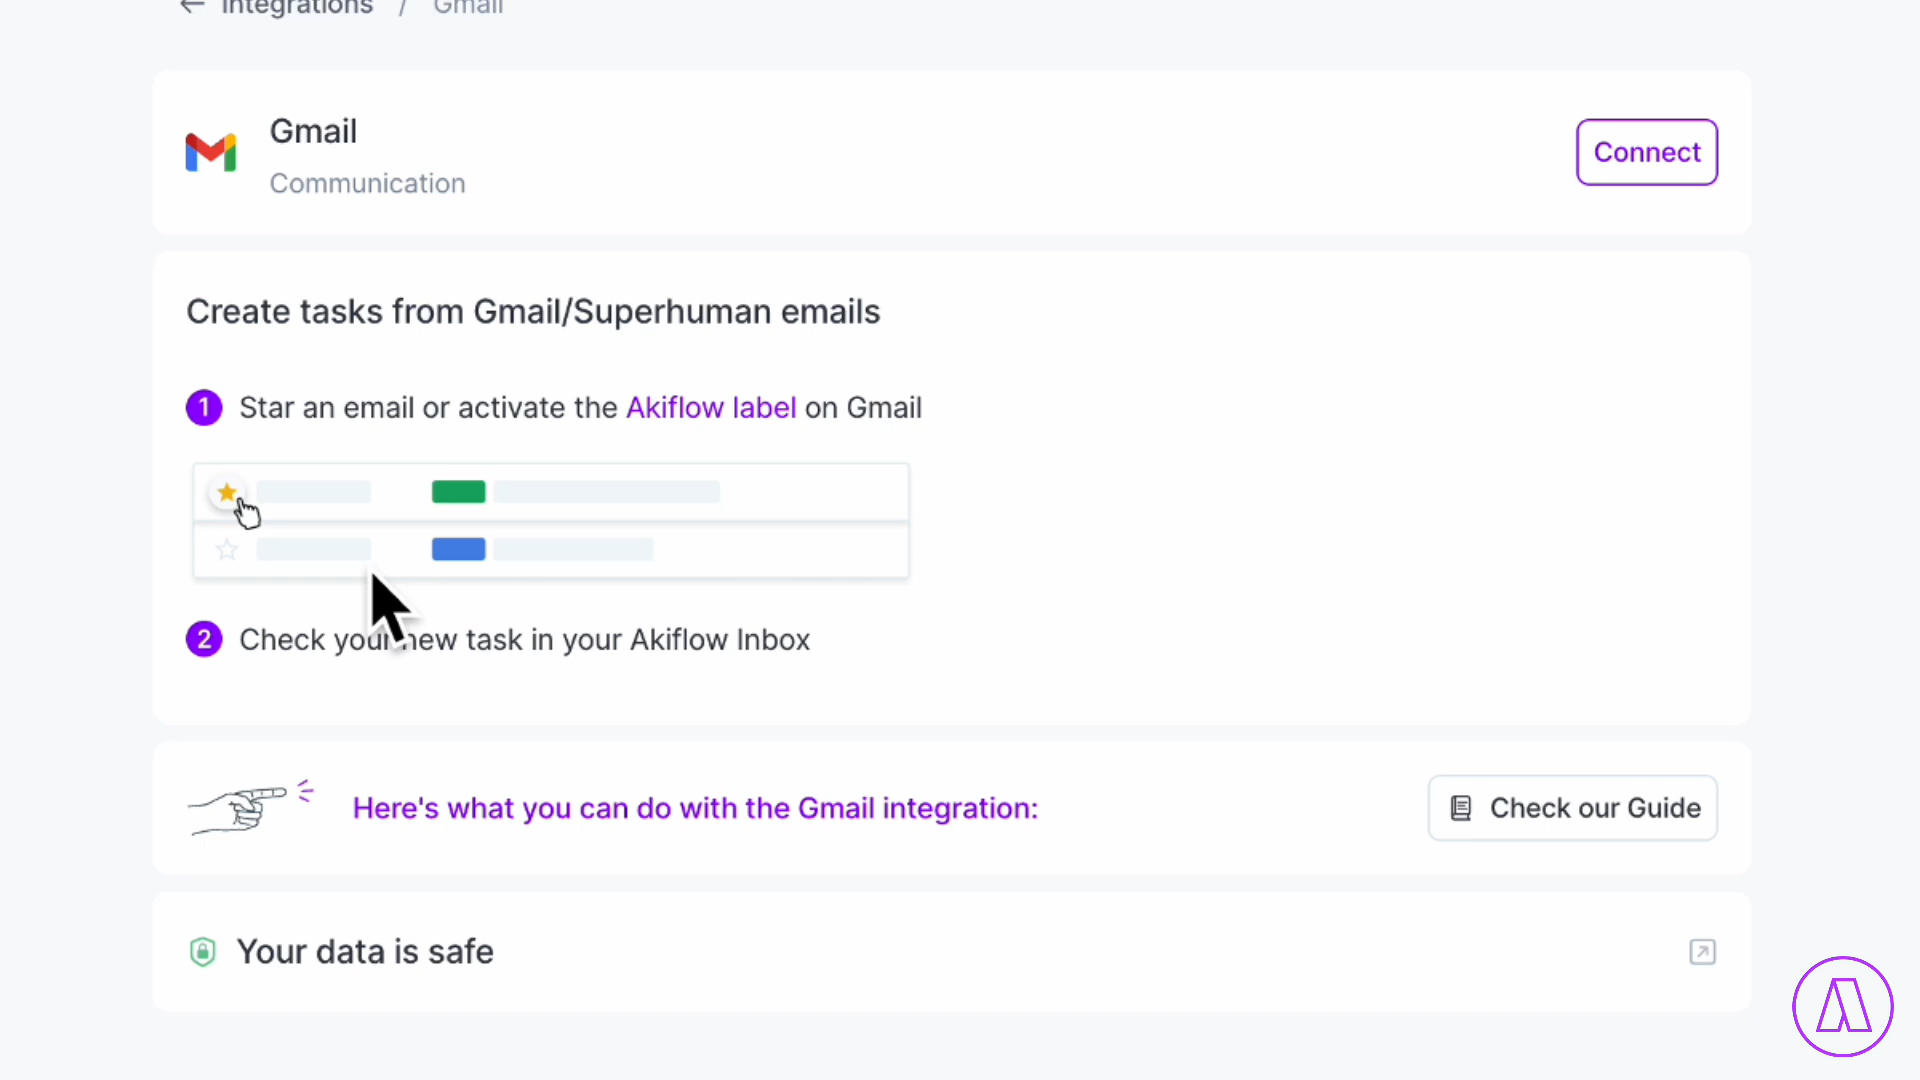 Integrations / Gmail
Gmail
Communication
Connect
Create tasks from Gmail/Superhuman emails
1 Star an email or activate the Akiflow label on Gmail
2 Check your new task in your Akiflow Inbox
Here's what you can do with the Gmail integration:
Check our Guide
Your data is safe